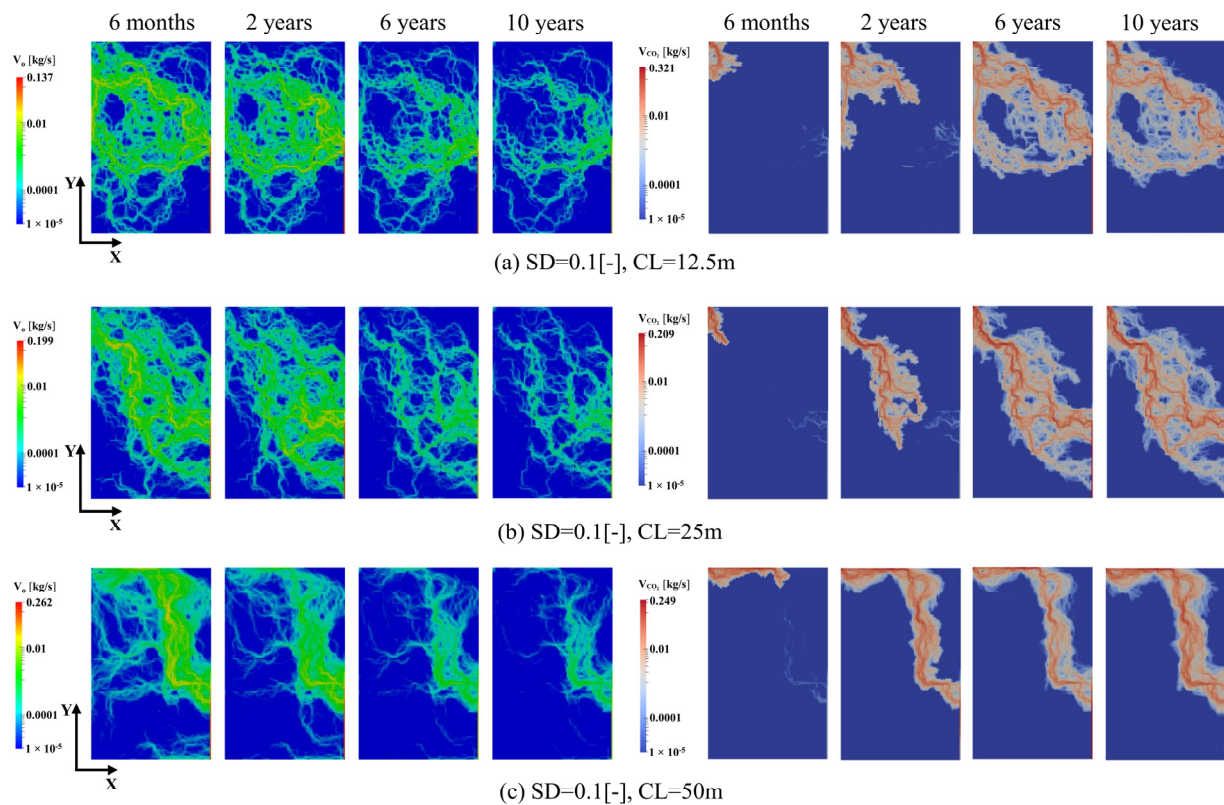 6 months 2 years 6 years 10 years 6 months 2 years 6 years 10 years
Vo [kg/s]
0.137
0.01
0.0001
1 × 10-5
Y
X
VCO2 [kg/s]
0.321
0.01
0.0001
1 × 10-5
(a) SD=0.1[-], CL=12.5m
Vo [kg/s]
0.199
0.01
0.0001
1 × 10-5
Y
X
VCO2 [kg/s]
0.209
0.01
0.0001
1 × 10-5
(b) SD=0.1[-], CL=25m
Vo [kg/s]
0.262
0.01
0.0001
1 × 10-5
Y
X
VCO2 [kg/s]
0.249
0.01
0.0001
1 × 10-5
(c) SD=0.1[-], CL=50m